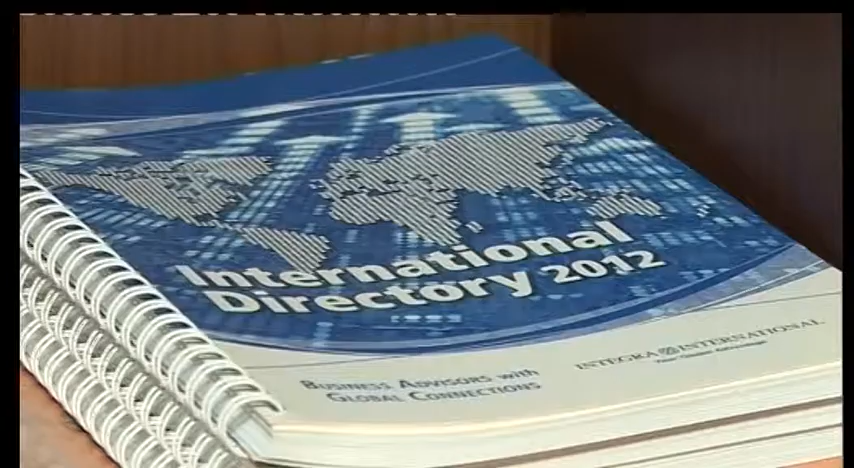 International
Directory 2012
BUSINESS ADVISORS with
GLOBAL CONNECTIONS
INTEGRA INTERNATIONAL